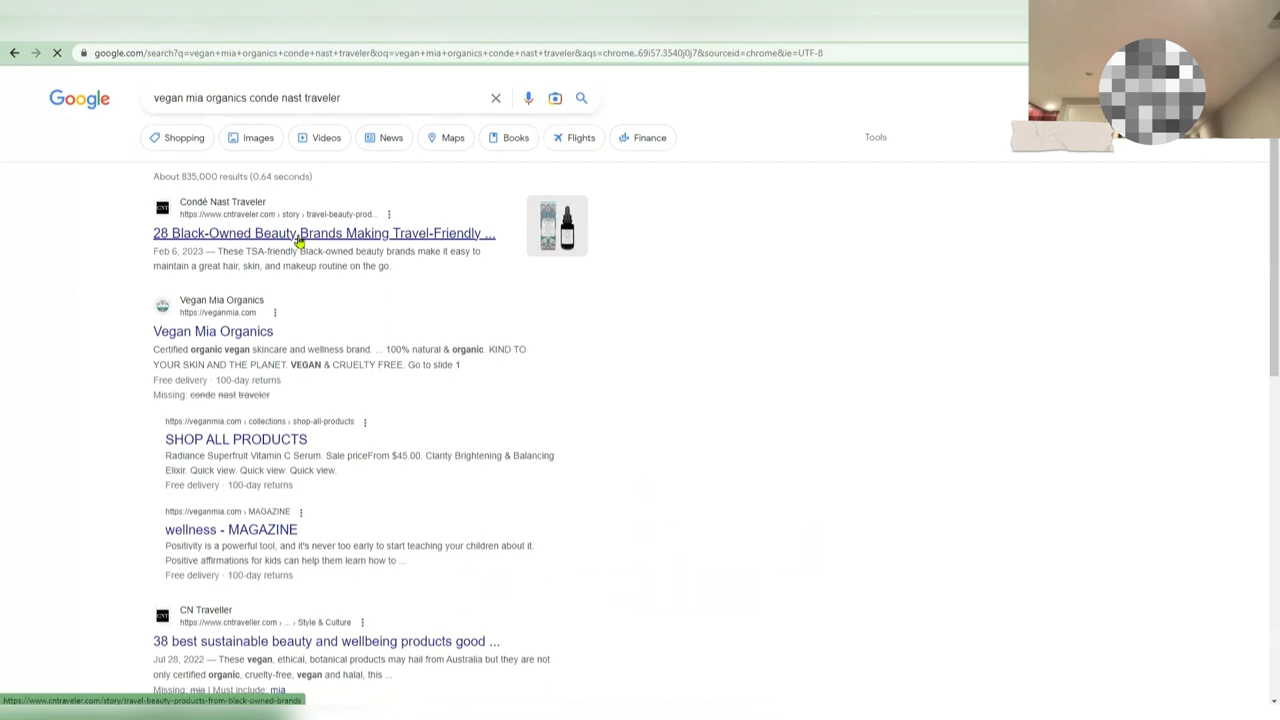 google.com/search?q=vegan+mia+organics+conde+nast+traveler&oq=vegan+mia+organics+conde+nast+traveler&aqs=chrome..69i57.3540j0j7&sourceid=chrome&ie=UTF-8
Google
vegan mia organics conde nast traveler
Shopping
Images
Videos
News
Maps
Books
Flights
Finance
Tools
About 835,000 results (0.64 seconds)
CNT
Condé Nast Traveler
https://www.cntraveler.com › story › travel-beauty-prod...
28 Black-Owned Beauty Brands Making Travel-Friendly ...
Feb 6, 2023 — These TSA-friendly Black-owned beauty brands make it easy to
maintain a great hair, skin, and makeup routine on the go.
Vegan Mia Organics
https://veganmia.com
Vegan Mia Organics
Certified organic vegan skincare and wellness brand. ... 100% natural & organic. KIND TO
YOUR SKIN AND THE PLANET. VEGAN & CRUELTY FREE. Go to slide 1
Free delivery · 100-day returns
Missing: conde nast traveler
https://veganmia.com › collections › shop-all-products
SHOP ALL PRODUCTS
Radiance Superfruit Vitamin C Serum. Sale priceFrom $45.00. Clarity Brightening & Balancing
Elixir. Quick view. Quick view. Quick view.
Free delivery · 100-day returns
https://veganmia.com › MAGAZINE
wellness - MAGAZINE
Positivity is a powerful tool, and it's never too early to start teaching your children about it.
Positive affirmations for kids can help them learn how to ...
Free delivery · 100-day returns
CNT
CN Traveller
https://www.cntraveller.com › ... › Style & Culture
38 best sustainable beauty and wellbeing products good ...
Jul 28, 2022 — These vegan, ethical, botanical products may hail from Australia but they are not
only certified organic, cruelty-free, vegan and halal, this ...
Missing: mia | Must include: mia
https://www.cntraveler.com/story/travel-beauty-products-from-black-owned-brands